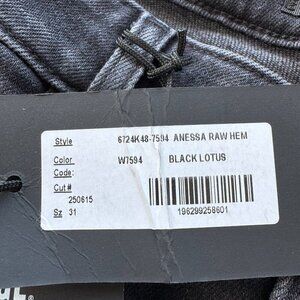 Style 6724K48-7594 ANESSA RAW HEM
Color W7594 BLACK LOTUS
Code:
Cut#
250615
Sz 31
196299258601